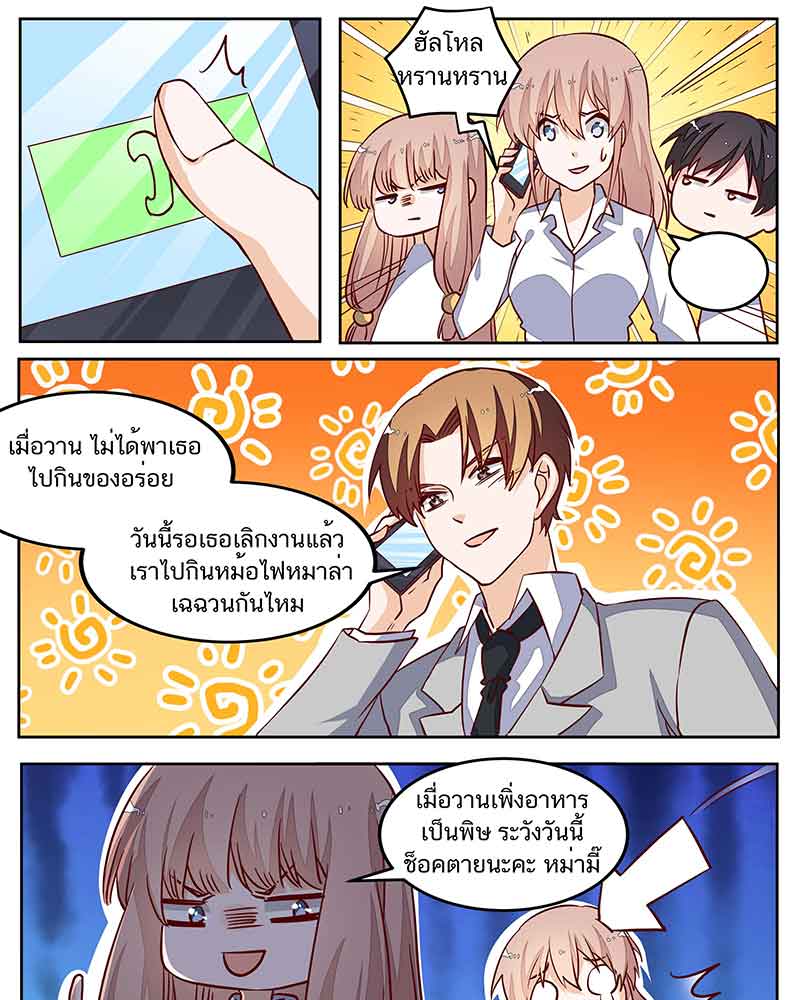 ฮัลโหล
หรานหราน
เมื่อวาน ไม่ได้พาเธอ
ไปกินของอร่อย
วันนี้รอเธอเลิกงานแล้ว
เราไปกินหม้อไฟหมาล่า
เฉฉวนกันไหม
เมื่อวานเพิ่งอาหาร
เป็นพิษ ระวังวันนี้
ช็อคตายนะคะ หม่ามี๊